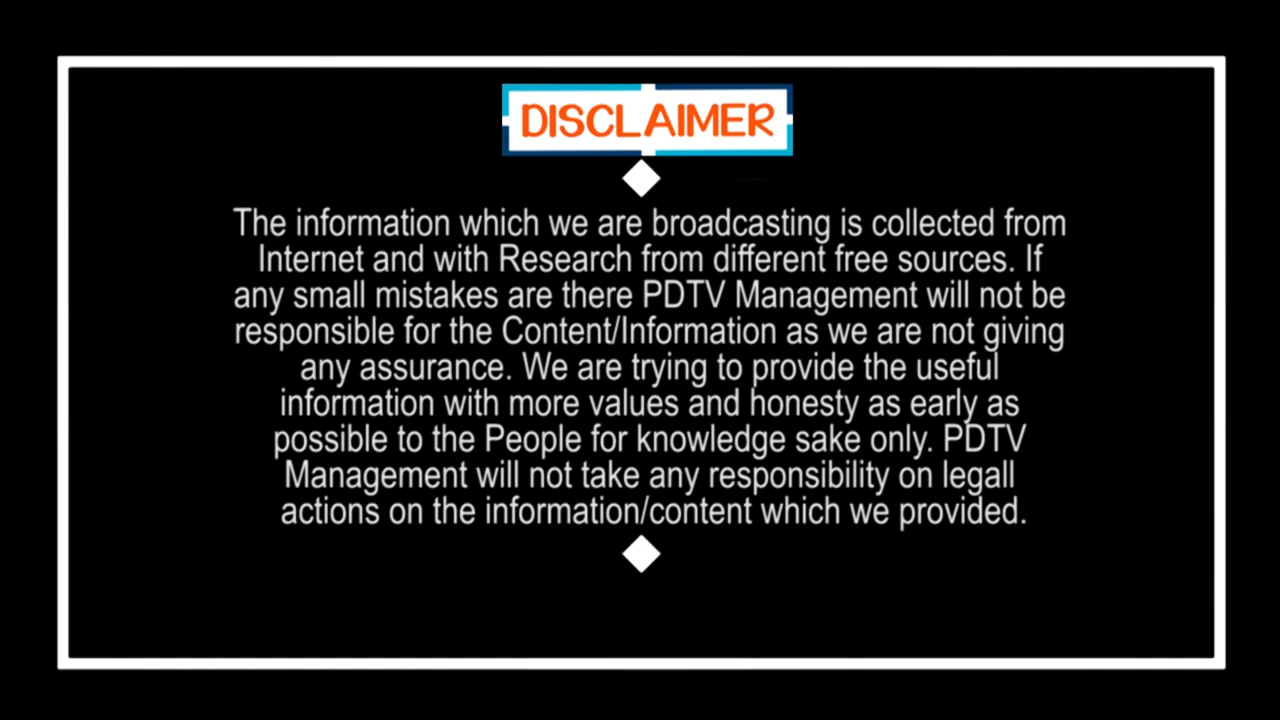 DISCLAIMER
The information which we are broadcasting is collected from
Internet and with Research from different free sources. If
any small mistakes are there PDTV Management will not be
responsible for the Content/Information as we are not giving
any assurance. We are trying to provide the useful
information with more values and honesty as early as
possible to the People for knowledge sake only. PDTV
Management will not take any responsibility on legall
actions on the information/content which we provided.